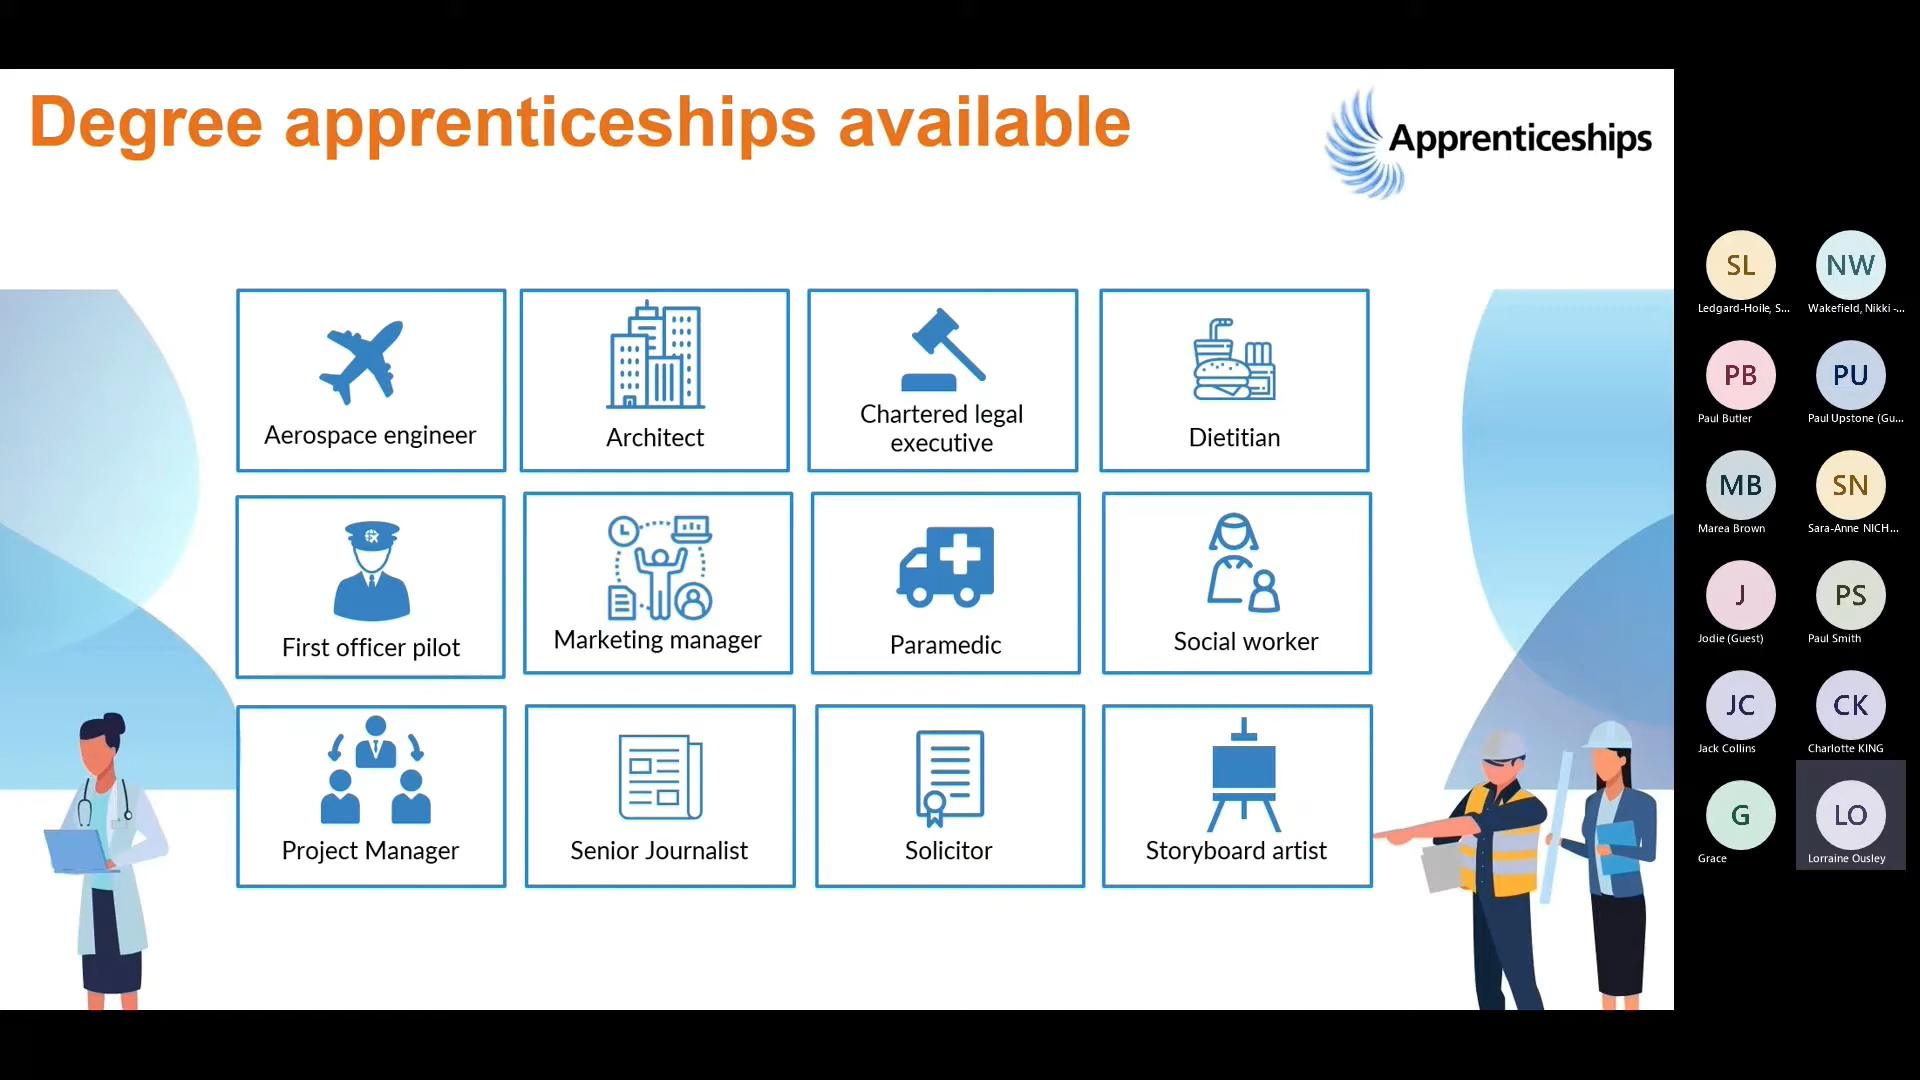 Degree apprenticeships available
Apprenticeships
Aerospace engineer
Architect
Chartered legal
executive
Dietitian
First officer pilot
Marketing manager
Paramedic
Social worker
Project Manager
Senior Journalist
Solicitor
Storyboard artist
SL
Ledgard-Hoile, S...
NW
Wakefield, Nikki -...
PB
Paul Butler
PU
Paul Upstone (Gu...
MB
Marea Brown
SN
Sara-Anne NICH...
J
Jodie (Guest)
PS
Paul Smith
JC
Jack Collins
CK
Charlotte KING
G
Grace
LO
Lorraine Ousley